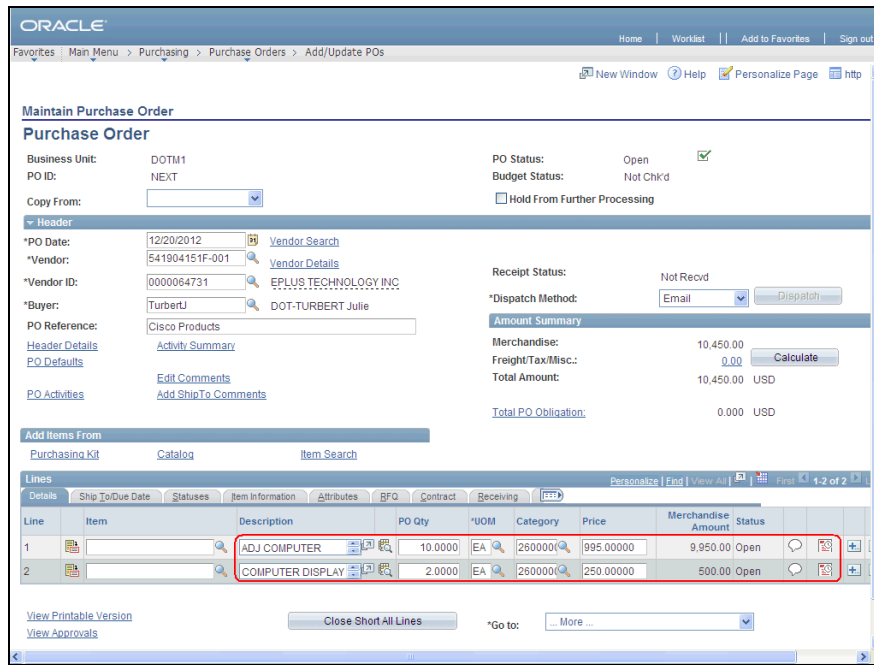 ORACLE
Home | Worklist | | Add to Favorites | Sign out
Favorites Main Menu > Purchasing > Purchase Orders > Add/Update POs
New Window Help Personalize Page http
Maintain Purchase Order
Purchase Order
Business Unit: DOTM1 PO Status: Open
PO ID: NEXT Budget Status: Not Chk'd
Copy From: Hold From Further Processing
Header
*PO Date: 12/20/2012 Vendor Search
*Vendor: 541904151F-001 Vendor Details
Receipt Status: Not Recvd
*Vendor ID: 0000064731 EPLUS TECHNOLOGY INC
*Dispatch Method: Email Dispatch
*Buyer: TurbertJ DOT-TURBERT Julie
PO Reference: Cisco Products
Amount Summary
Header Details Activity Summary
Merchandise: 10,450.00
PO Defaults
Freight/Tax/Misc.: 0.00 Calculate
Edit Comments
Total Amount: 10,450.00 USD
PO Activities Add ShipTo Comments
Total PO Obligation: 0.000 USD
Add Items From
Purchasing Kit Catalog Item Search
Lines Personalize | Find | View All | | First 1-2 of 2
Details Ship To/Due Date Statuses Item Information Attributes RFQ Contract Receiving
Line Item Description PO Qty *UOM Category Price Merchandise Amount Status
1 ADJ COMPUTER 10.0000 EA 260000 995.00000 9,950.00 Open
2 COMPUTER DISPLAY 2.0000 EA 260000 250.00000 500.00 Open
View Printable Version
View Approvals
Close Short All Lines
*Go to: ... More ...